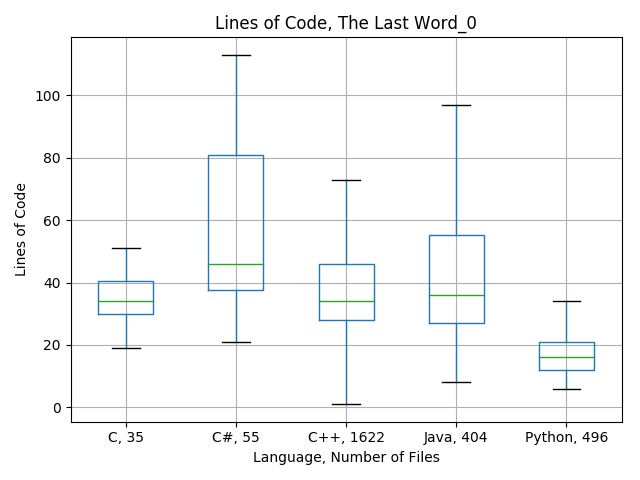 Lines of Code, The Last Word_0
Lines of Code
100
80
60
40
20
0
C, 35
C#, 55
C++, 1622
Java, 404
Python, 496
Language, Number of Files